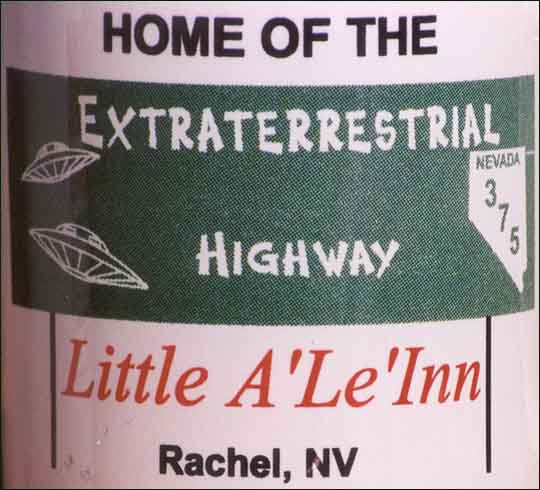 HOME OF THE
EXTRATERRESTRIAL
NEVADA
375
HIGHWAY
Little A'Le'Inn
Rachel, NV